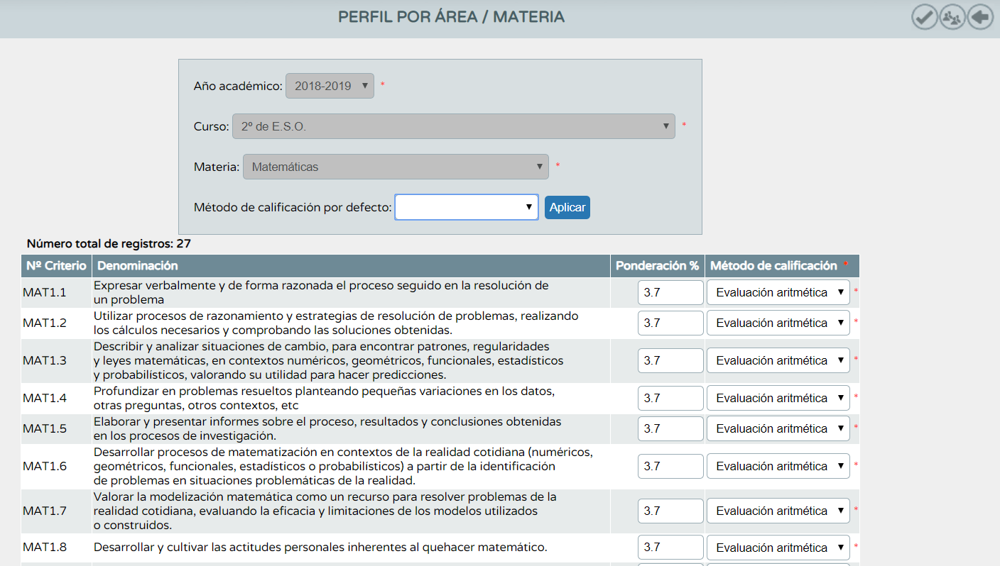 PERFIL POR ÁREA / MATERIA
Año académico: 2018-2019 ▼ *
Curso: 2º de E.S.O. ▼ *
Materia: Matemáticas ▼ *
Método de calificación por defecto: ▼ Aplicar
Número total de registros: 27
Nº Criterio Denominación Ponderación % Método de calificación *
MAT1.1 Expresar verbalmente y de forma razonada el proceso seguido en la resolución de
un problema
3.7 Evaluación aritmética ▼ *
MAT1.2 Utilizar procesos de razonamiento y estrategias de resolución de problemas, realizando
los cálculos necesarios y comprobando las soluciones obtenidas.
3.7 Evaluación aritmética ▼ *
MAT1.3 Describir y analizar situaciones de cambio, para encontrar patrones, regularidades
y leyes matemáticas, en contextos numéricos, geométricos, funcionales, estadísticos
y probabilísticos, valorando su utilidad para hacer predicciones.
3.7 Evaluación aritmética ▼ *
MAT1.4 Profundizar en problemas resueltos planteando pequeñas variaciones en los datos,
otras preguntas, otros contextos, etc
3.7 Evaluación aritmética ▼ *
MAT1.5 Elaborar y presentar informes sobre el proceso, resultados y conclusiones obtenidas
en los procesos de investigación.
3.7 Evaluación aritmética ▼ *
MAT1.6 Desarrollar procesos de matematización en contextos de la realidad cotidiana (numéricos,
geométricos, funcionales, estadísticos o probabilísticos) a partir de la identificación
de problemas en situaciones problemáticas de la realidad.
3.7 Evaluación aritmética ▼ *
MAT1.7 Valorar la modelización matemática como un recurso para resolver problemas de la
realidad cotidiana, evaluando la eficacia y limitaciones de los modelos utilizados
o construidos.
3.7 Evaluación aritmética ▼ *
MAT1.8 Desarrollar y cultivar las actitudes personales inherentes al quehacer matemático.
3.7 Evaluación aritmética ▼ *